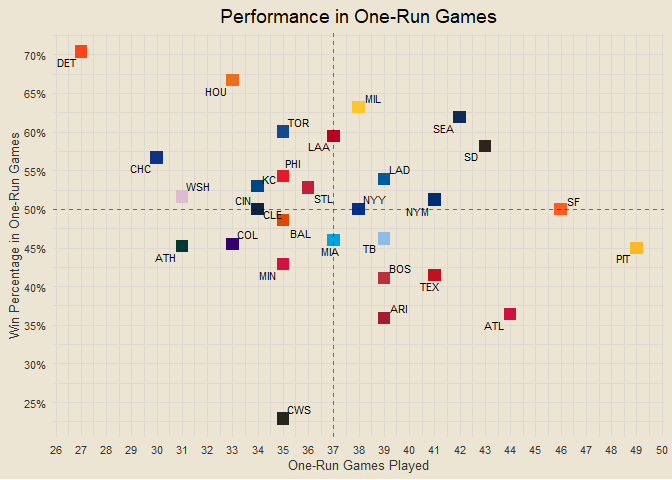 Performance in One-Run Games
Win Percentage in One-Run Games
70%
65%
60%
55%
50%
45%
40%
35%
30%
25%
DET
HOU
MIL
TOR
SEA
LAA
SD
CHC
PHI
LAD
KC
WSH
STL
CIN
NYY
NYM
SF
CLE
BAL
COL
MIA
TB
ATH
PIT
MIN
BOS
TEX
ARI
ATL
CWS
26 27 28 29 30 31 32 33 34 35 36 37 38 39 40 41 42 43 44 45 46 47 48 49 50
One-Run Games Played